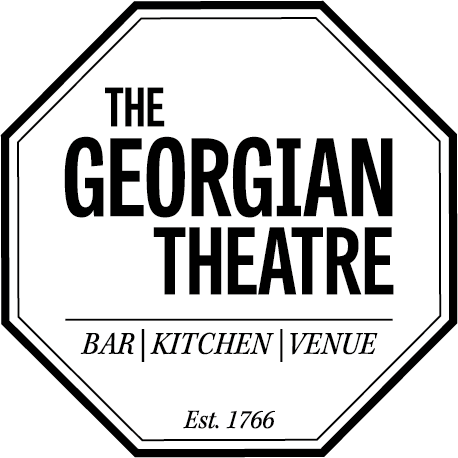 THE
GEORGIAN
THEATRE
BAR|KITCHEN|VENUE
Est. 1766